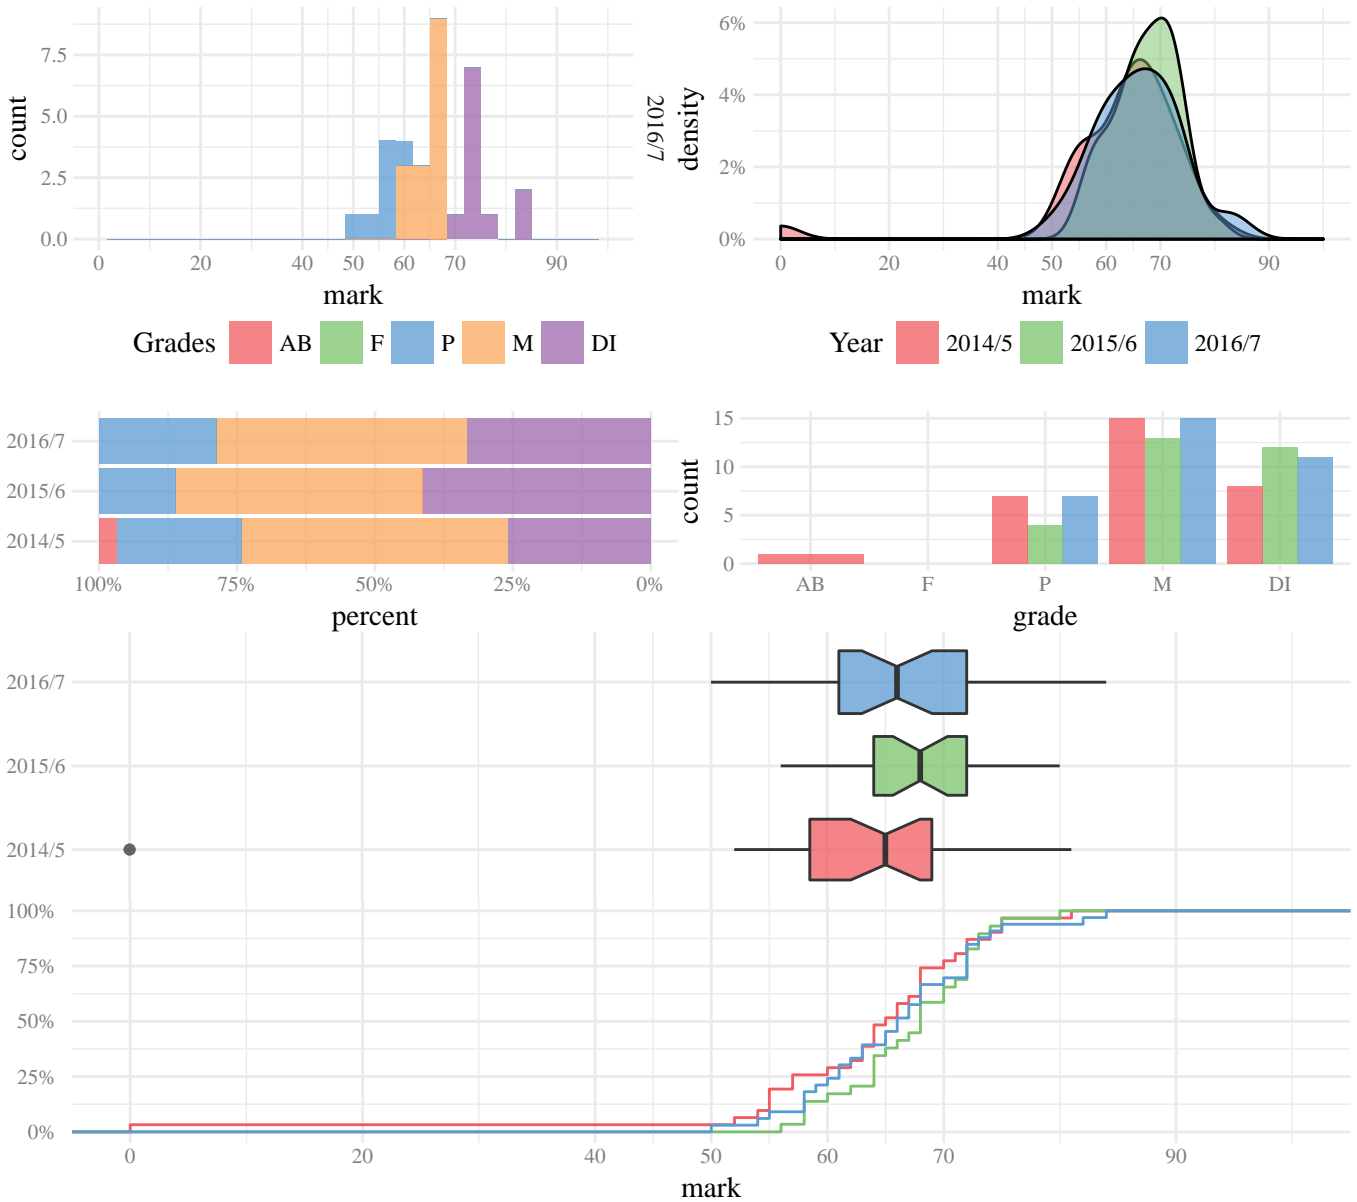 7.5
5.0
2.5
0.0
count
0 20 40 50 60 70 90
mark
2016/7
6%
4%
2%
0%
density
0 20 40 50 60 70 90
mark
Grades AB F P M DI
Year 2014/5 2015/6 2016/7
2016/7
2015/6
2014/5
100% 75% 50% 25% 0%
percent
15
10
5
0
count
AB F P M DI
grade
2016/7
2015/6
2014/5
100%
75%
50%
25%
0%
0 20 40 50 60 70 90
mark